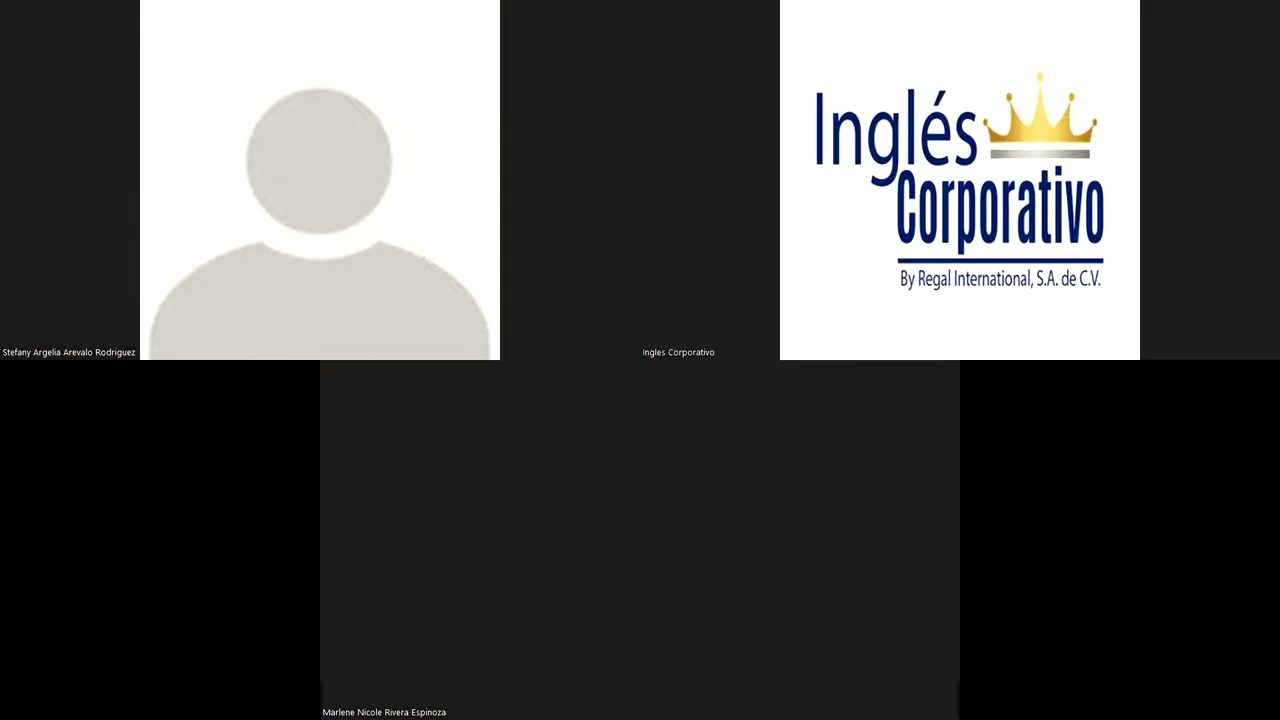 Inglés
Corporativo
By Regal International, S.A. de C.V.
Stefany Argelia Arevalo Rodriguez
Ingles Corporativo
Marlene Nicole Rivera Espinoza